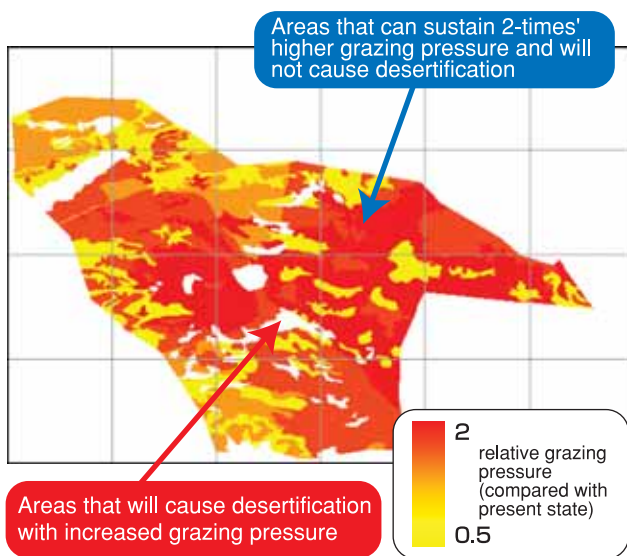 Areas that can sustain 2-times'
higher grazing pressure and will
not cause desertification
2
relative grazing
pressure
(compared with
present state)
0.5
Areas that will cause desertification
with increased grazing pressure